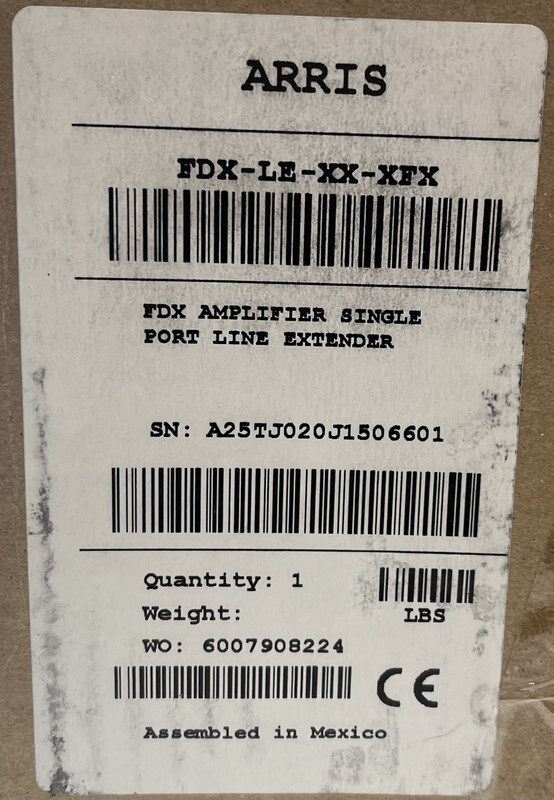 ARRIS
FDX-LE-XX-XFX
FDX AMPLIFIER SINGLE
PORT LINE EXTENDER
SN: A25TJ020J1506601
Quantity: 1
Weight: LBS
WO: 6007908224
CE
Assembled in Mexico